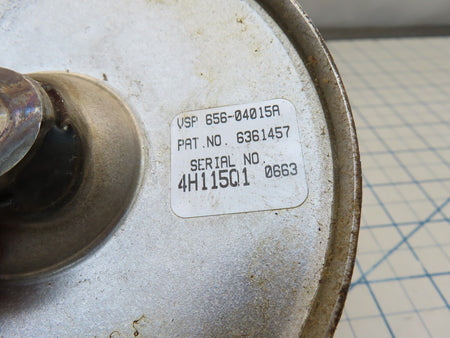 VSP 656-04015A
PAT.NO. 6361457
SERIAL NO.
4H115Q1 0663